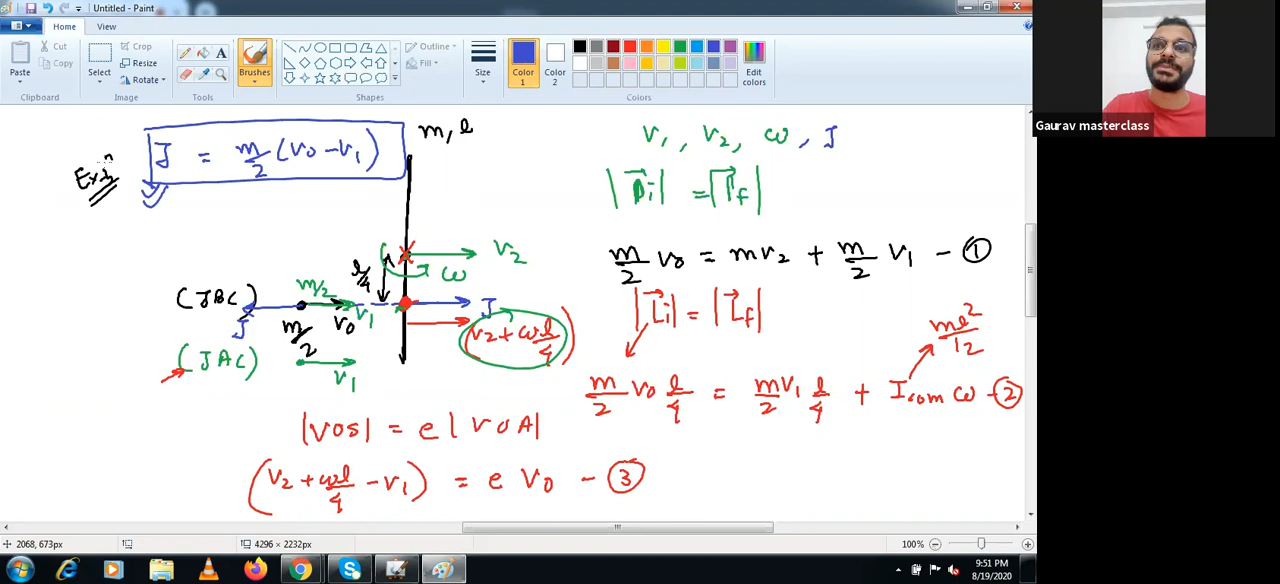 Untitled - Paint
Home View
Paste
Cut
Copy
Clipboard
Select
Crop
Resize
Rotate
Image
Tools
Brushes
Shapes
Outline
Fill
Size
Color 1
Color 2
Edit colors
Colors
Gaurav masterclass
J = m/2 (v0 - v1)
m, l
v1, v2, ω, J
|Pi| = |Pf|
v2
ω
l/4
m/2 v0 = mv2 + m/2 v1 - ①
(JBC)
m/2
v1
v0
J
J
m/2
(v2 + ωl/4)
|Li| = |Lf|
ml²/12
(JAC)
v1
m/2 v0 l/4 = mv1/2 l/4 + Icom ω - ②
|VOS| = e |VOA|
(v2 + ωl/4 - v1) = e v0 - ③
2068, 673px
4296 × 2232px
100%
9:51 PM
8/19/2020